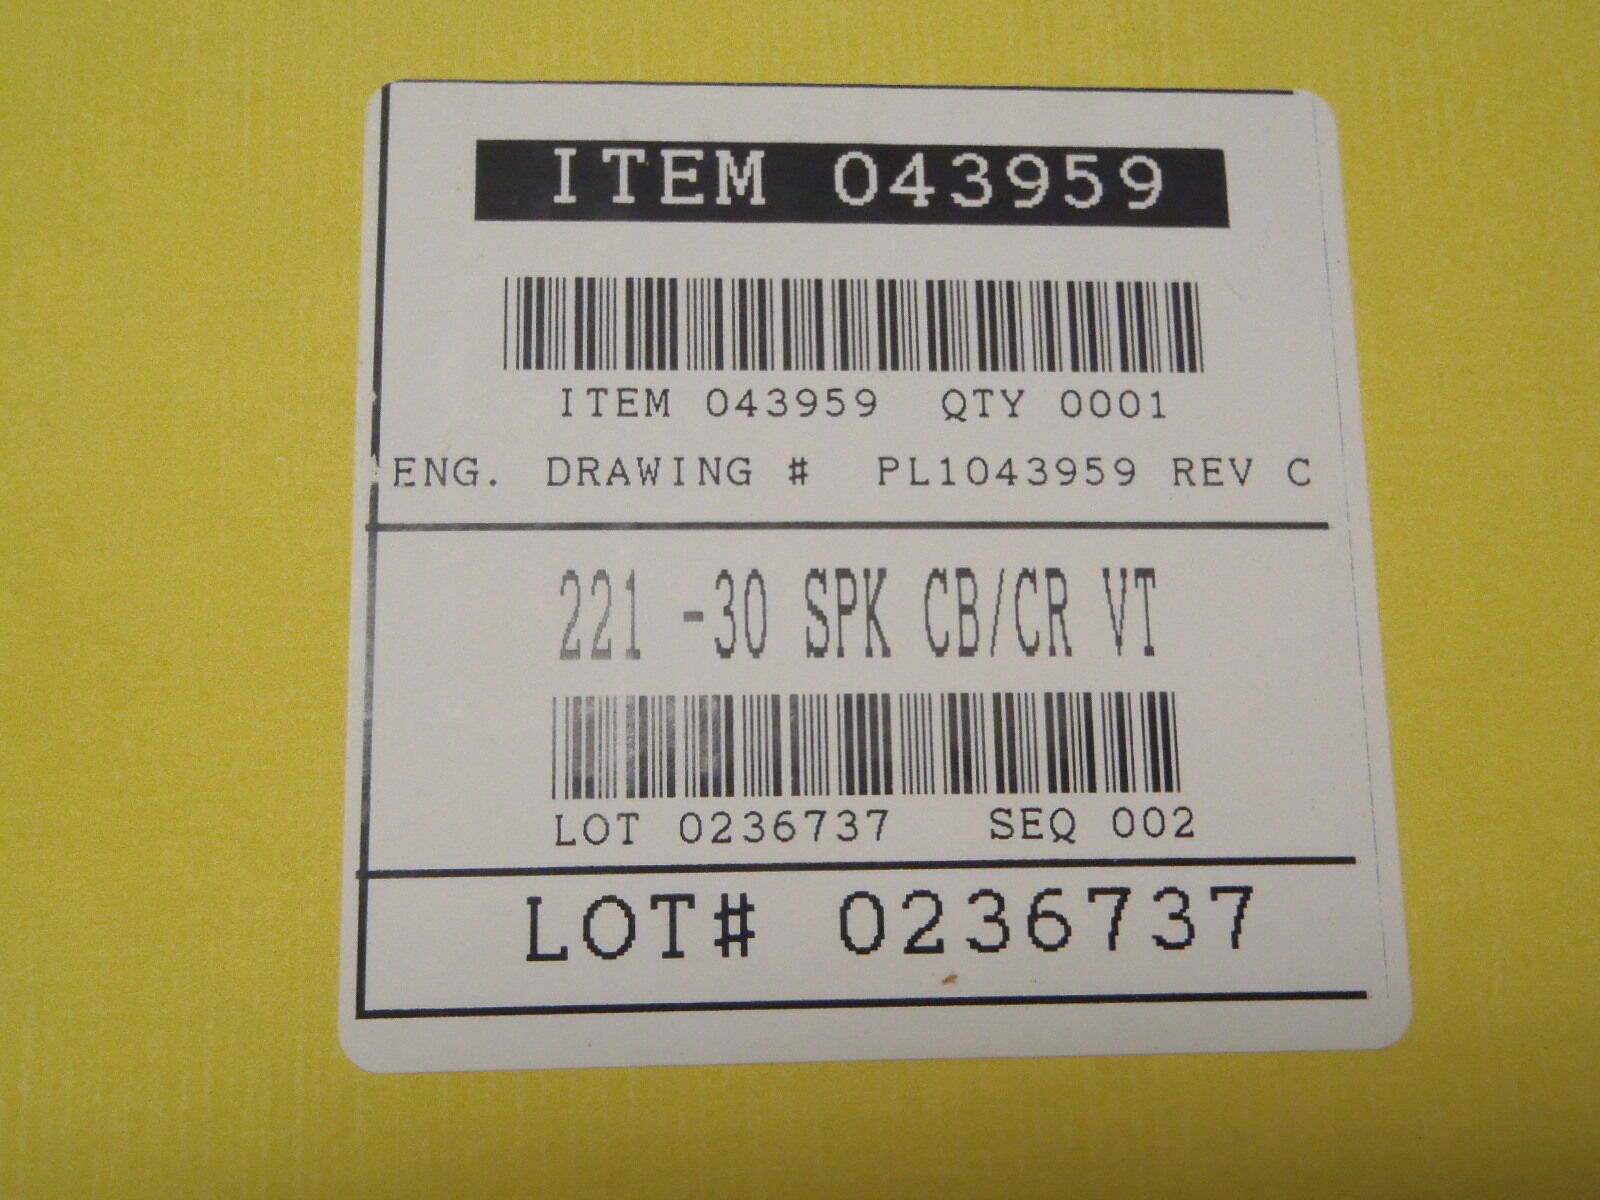 ITEM 043959
ITEM 043959 QTY 0001
ENG. DRAWING # PL1043959 REV C
221 -30 SPK CB/CR VT
LOT 0236737 SEQ 002
LOT# 0236737